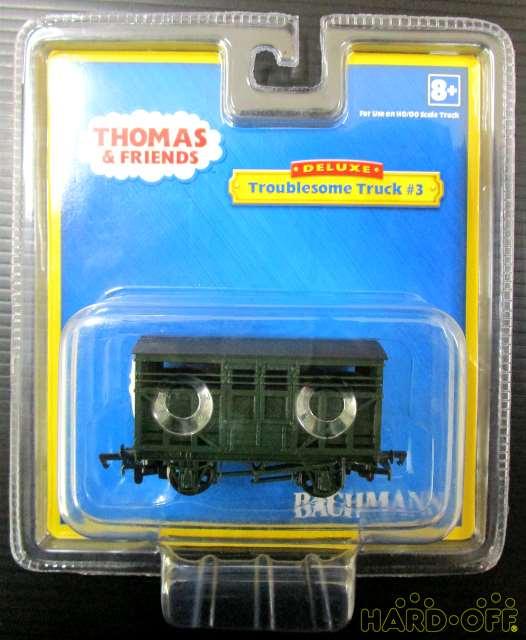 8+
For Use on HO/OO Scale Track
THOMAS
& FRIENDS
DELUXE
Troublesome Truck #3
BACHMANN
HARD-OFF